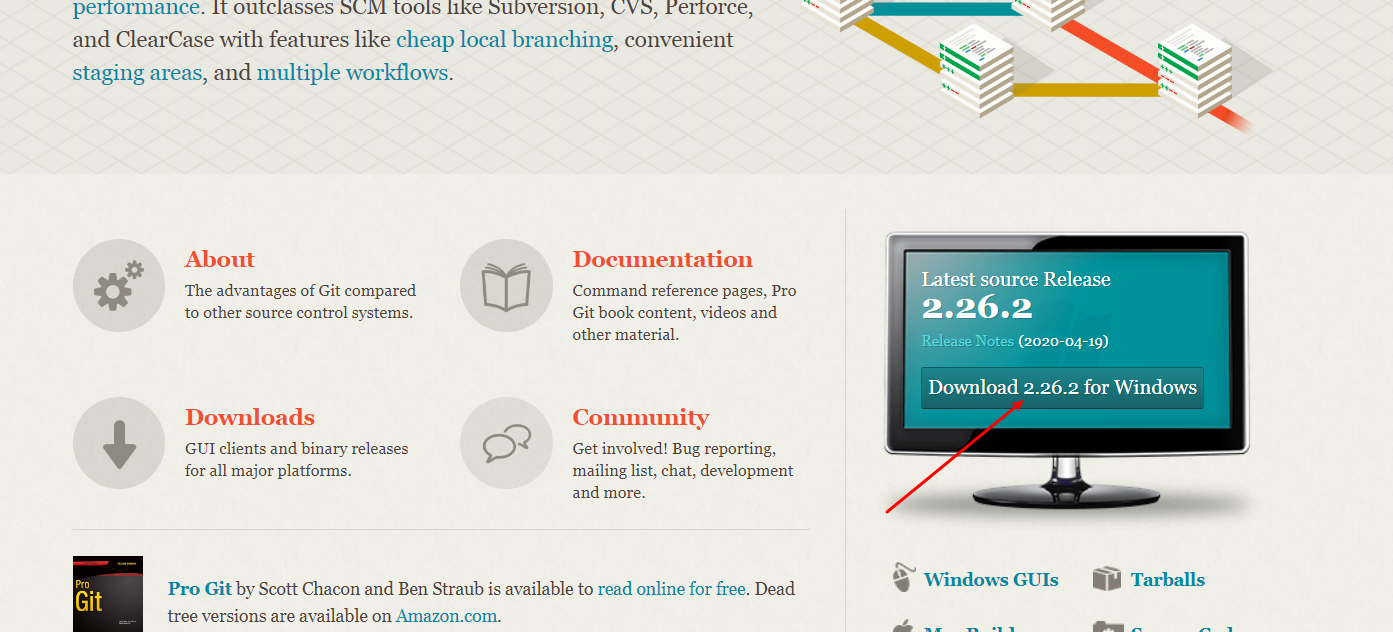 performance. It outclasses SCM tools like Subversion, CVS, Perforce,
and ClearCase with features like cheap local branching, convenient
staging areas, and multiple workflows.
About
The advantages of Git compared
to other source control systems.
Documentation
Command reference pages, Pro
Git book content, videos and
other material.
Downloads
GUI clients and binary releases
for all major platforms.
Community
Get involved! Bug reporting,
mailing list, chat, development
and more.
Pro
Git
Pro Git by Scott Chacon and Ben Straub is available to read online for free. Dead
tree versions are available on Amazon.com.
Latest source Release
2.26.2
Release Notes (2020-04-19)
Download 2.26.2 for Windows
Windows GUIs
Tarballs